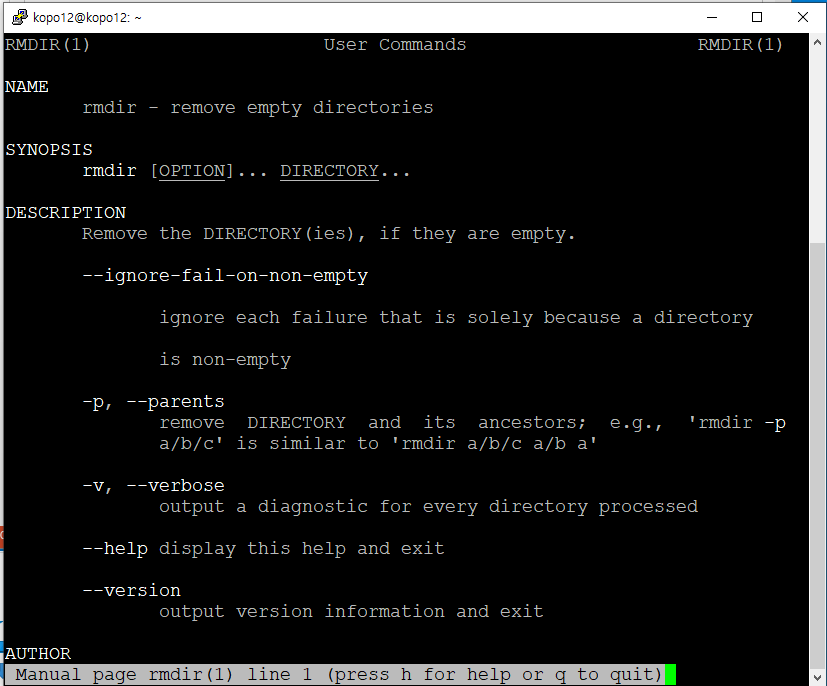 kopo12@kopo12: ~
RMDIR(1) User Commands RMDIR(1)
NAME
rmdir - remove empty directories
SYNOPSIS
rmdir [OPTION]... DIRECTORY...
DESCRIPTION
Remove the DIRECTORY(ies), if they are empty.
--ignore-fail-on-non-empty
ignore each failure that is solely because a directory
is non-empty
-p, --parents
remove DIRECTORY and its ancestors; e.g., 'rmdir -p
a/b/c' is similar to 'rmdir a/b/c a/b a'
-v, --verbose
output a diagnostic for every directory processed
--help display this help and exit
--version
output version information and exit
AUTHOR
Manual page rmdir(1) line 1 (press h for help or q to quit)